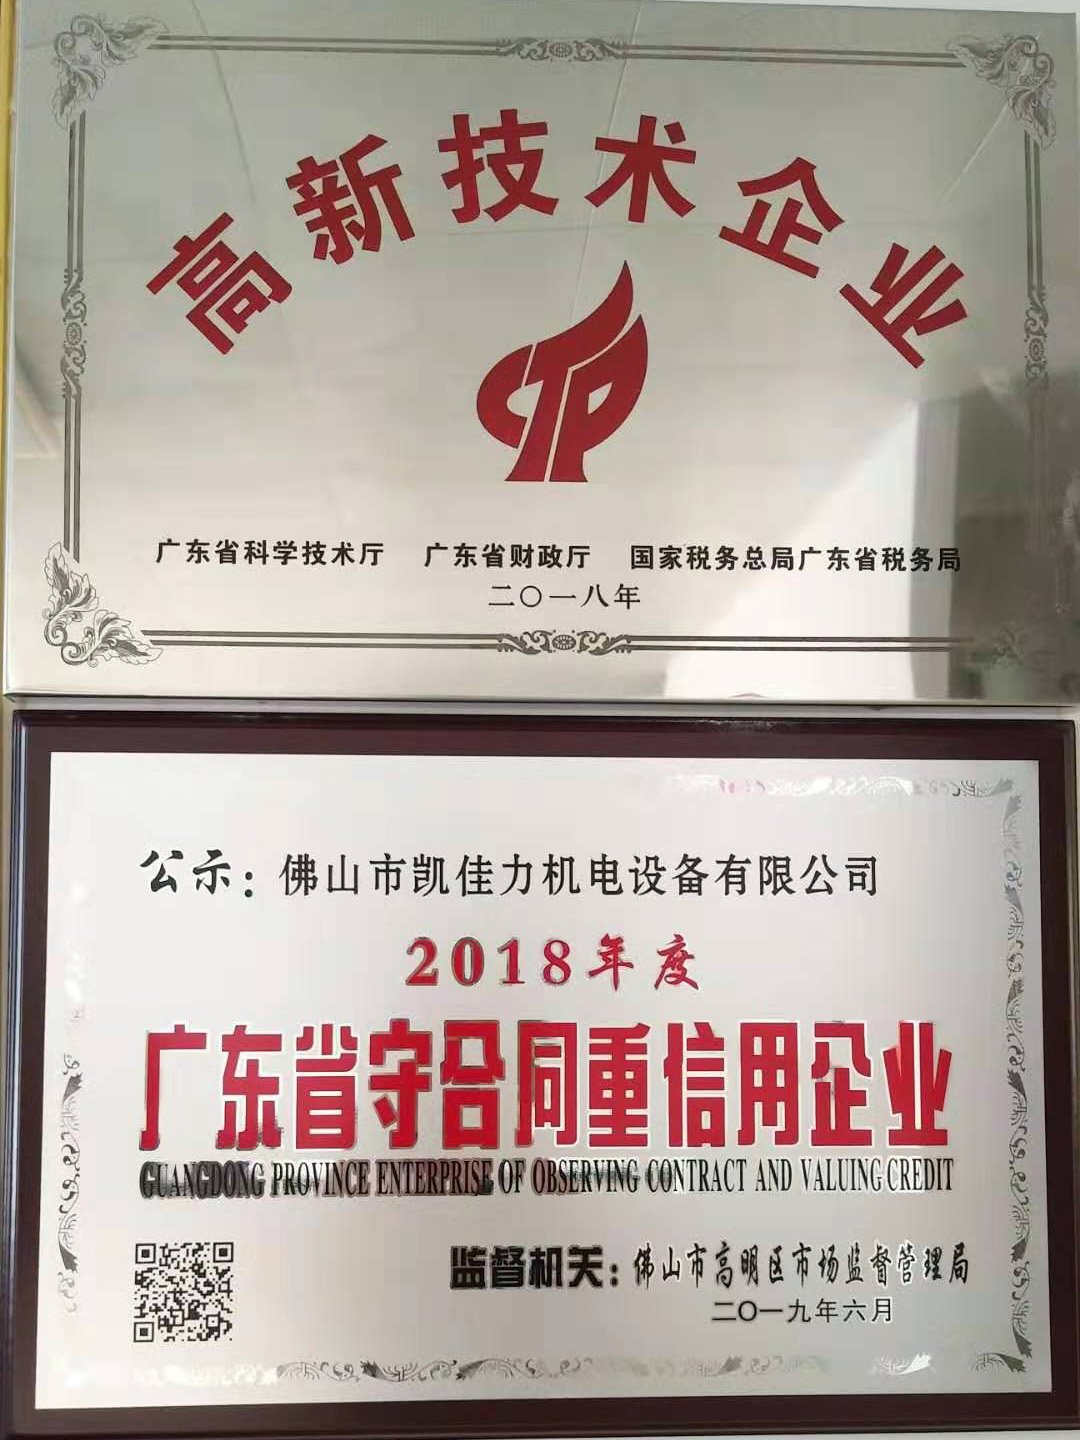 高新技术企业
广东省科学技术厅 广东省财政厅 国家税务总局广东省税务局
二〇一八年
公示：佛山市凯佳力机电设备有限公司
2018年度
广东省守合同重信用企业
GUANGDONG PROVINCE ENTERPRISE OF OBSERVING CONTRACT AND VALUING CREDIT
监督机关：佛山市高明区市场监督管理局
二〇一九年六月